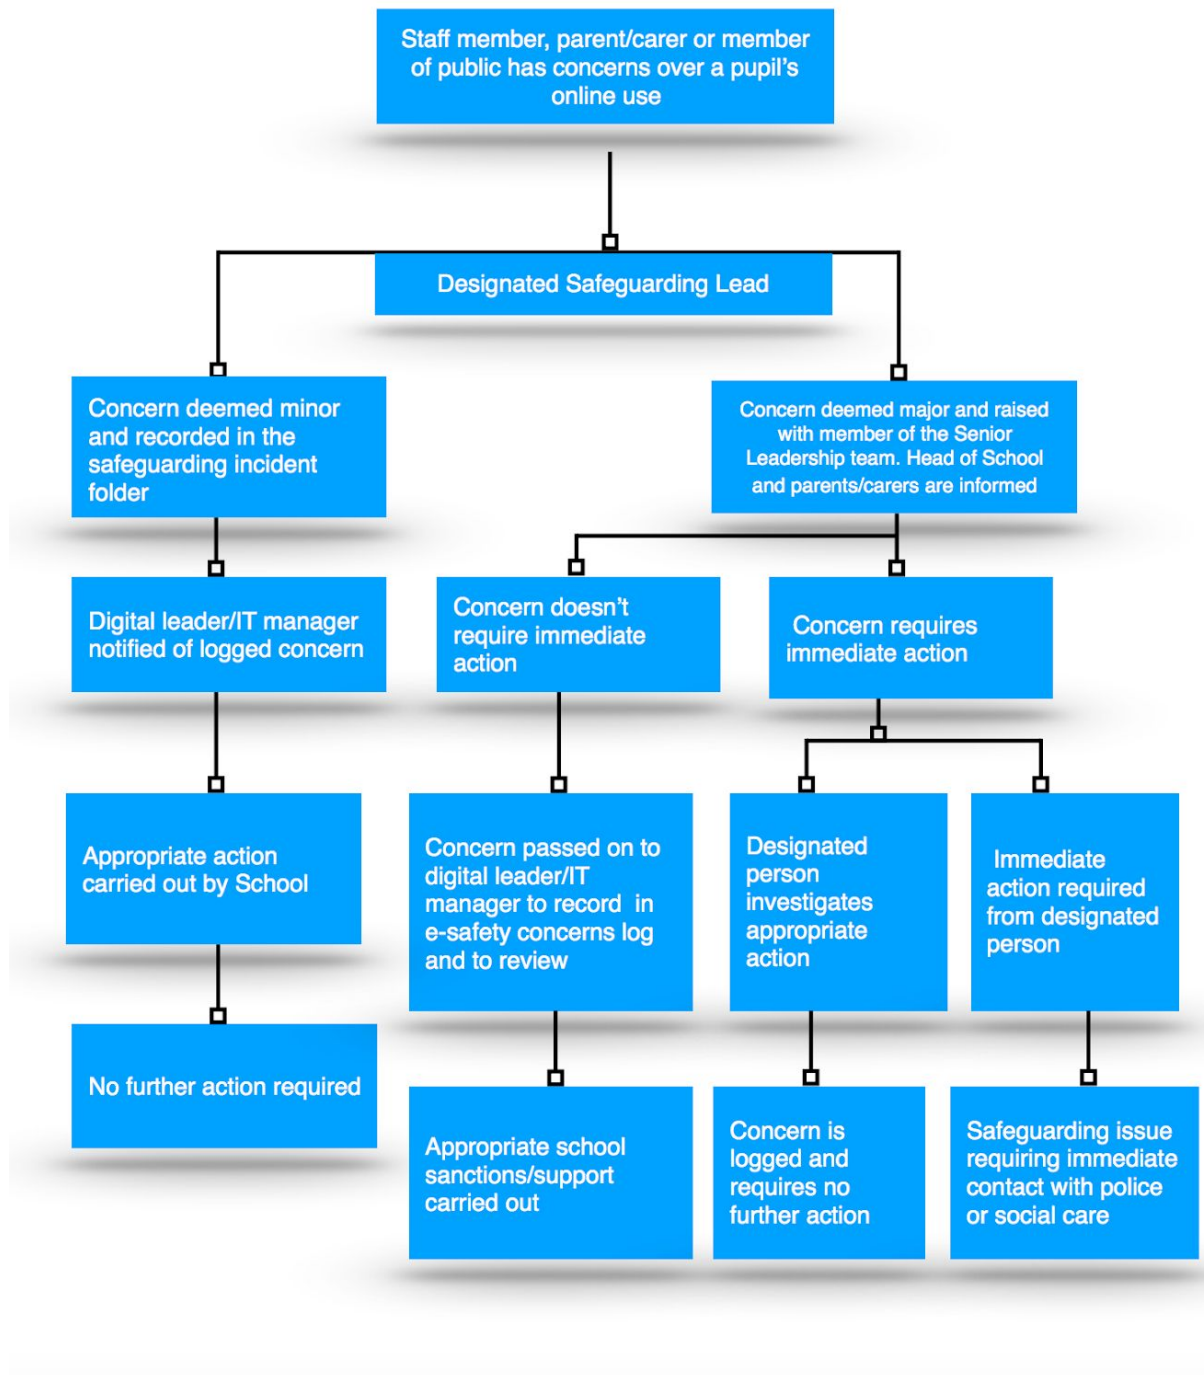 Staff member, parent/carer or member
of public has concerns over a pupil's
online use
Designated Safeguarding Lead
Concern deemed minor
and recorded in the
safeguarding incident
folder
Concern deemed major and raised
with member of the Senior
Leadership team. Head of School
and parents/carers are informed
Digital leader/IT manager
notified of logged concern
Concern doesn't
require immediate
action
Concern requires
immediate action
Appropriate action
carried out by School
Concern passed on to
digital leader/IT
manager to record in
e-safety concerns log
and to review
Designated
person
investigates
appropriate
action
Immediate
action required
from designated
person
No further action required
Appropriate school
sanctions/support
carried out
Concern is
logged and
requires no
further action
Safeguarding issue
requiring immediate
contact with police
or social care